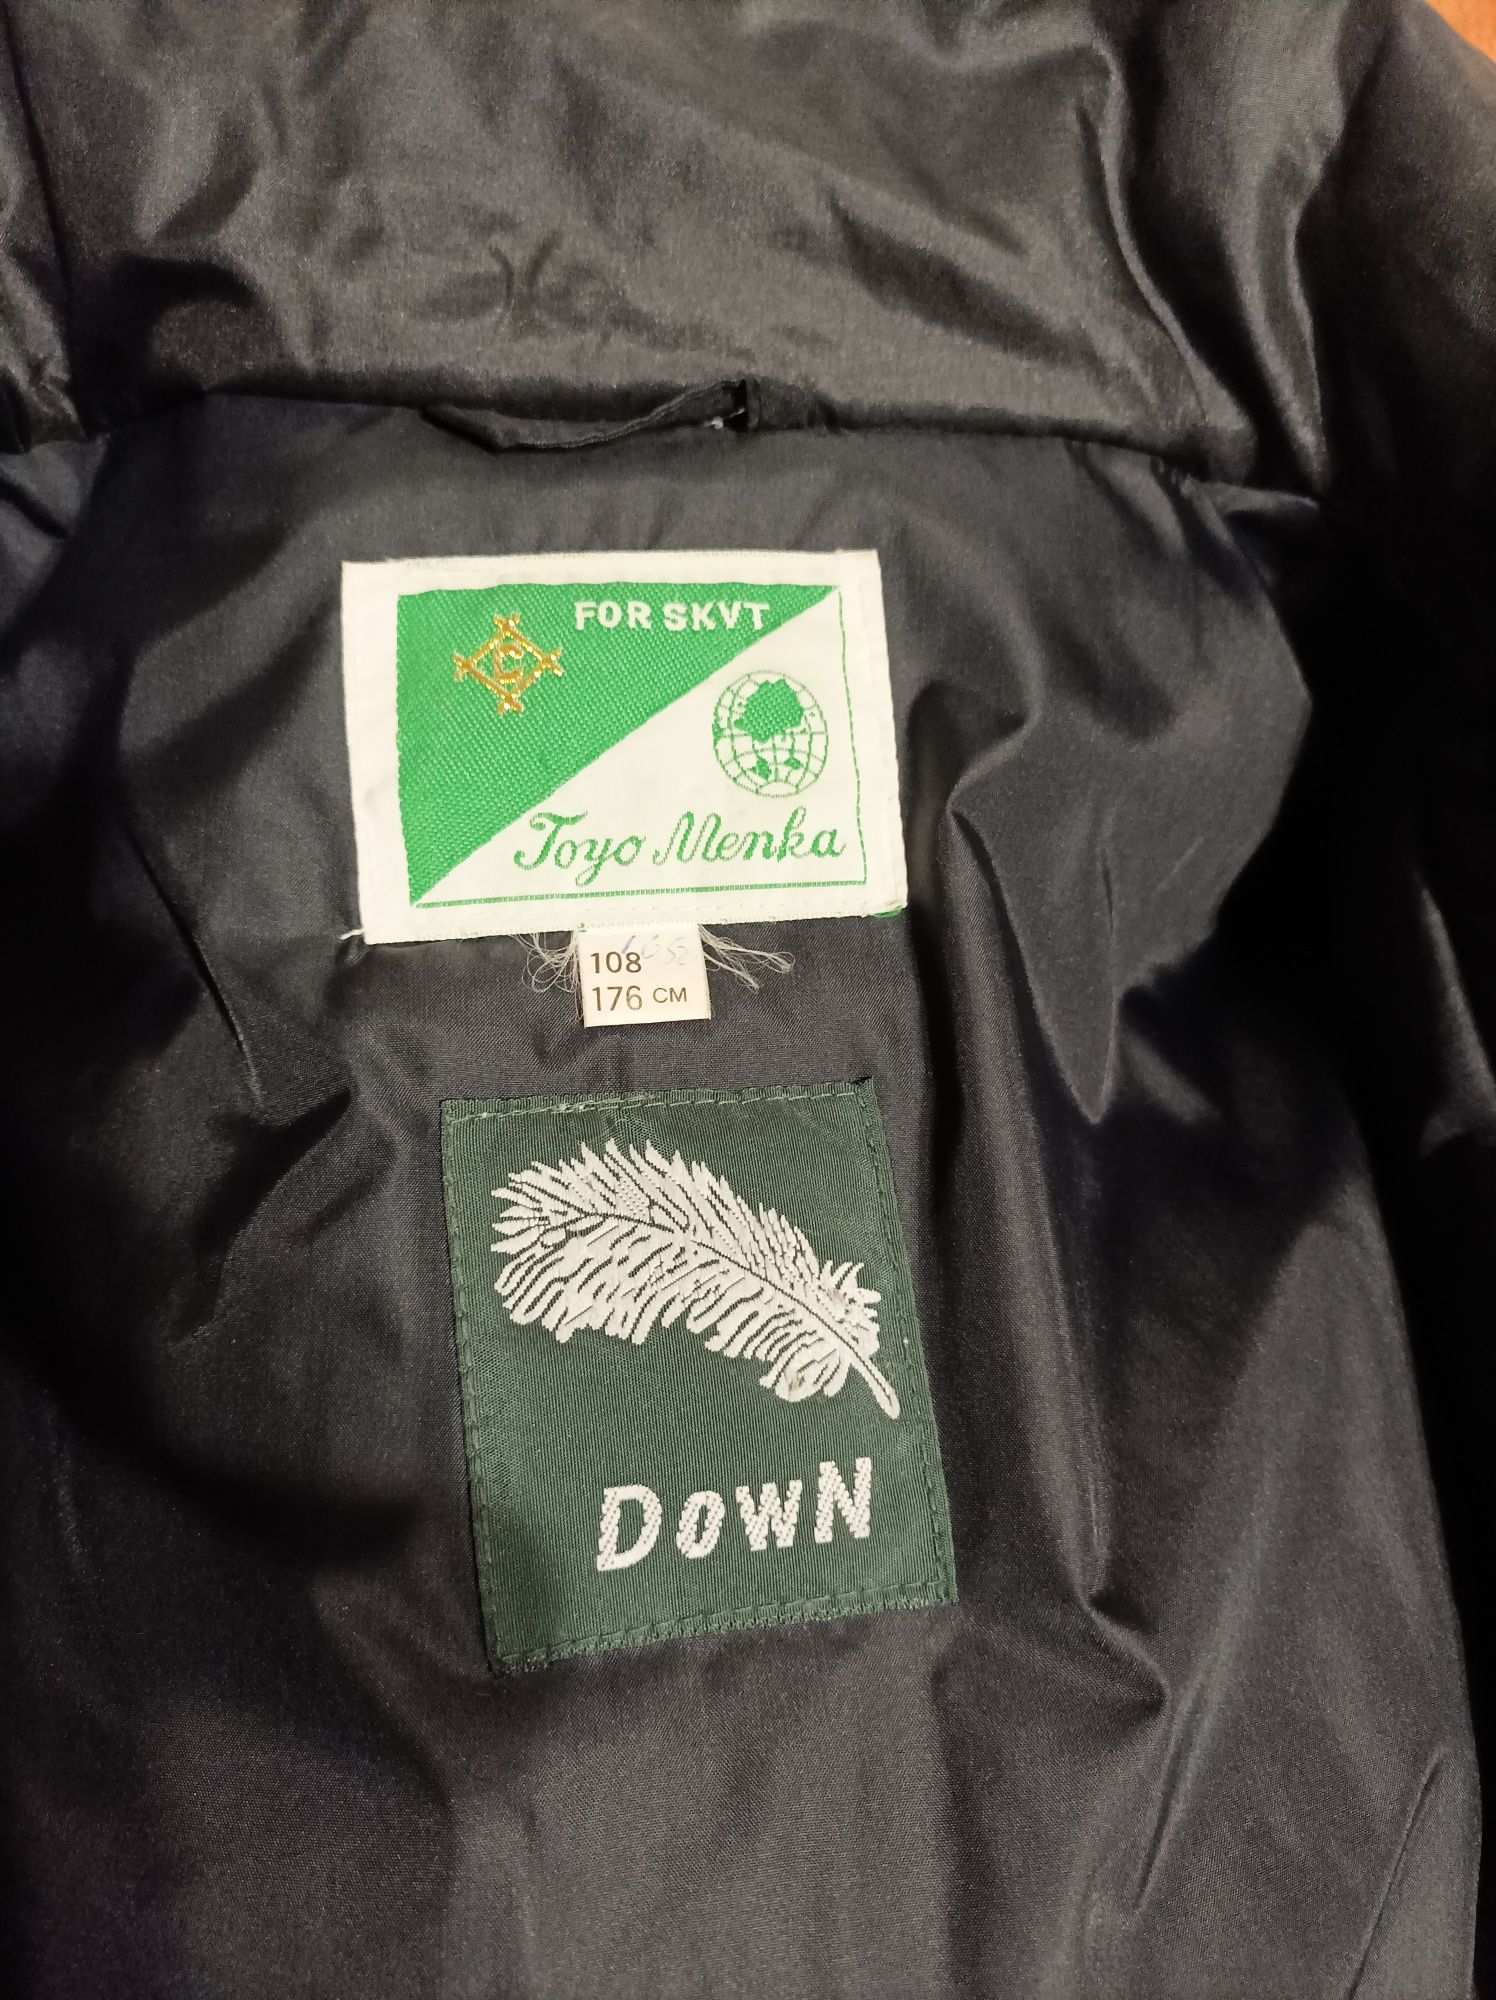 FOR SKVT
C
Toyo Menka
108
176 CM
DOWN